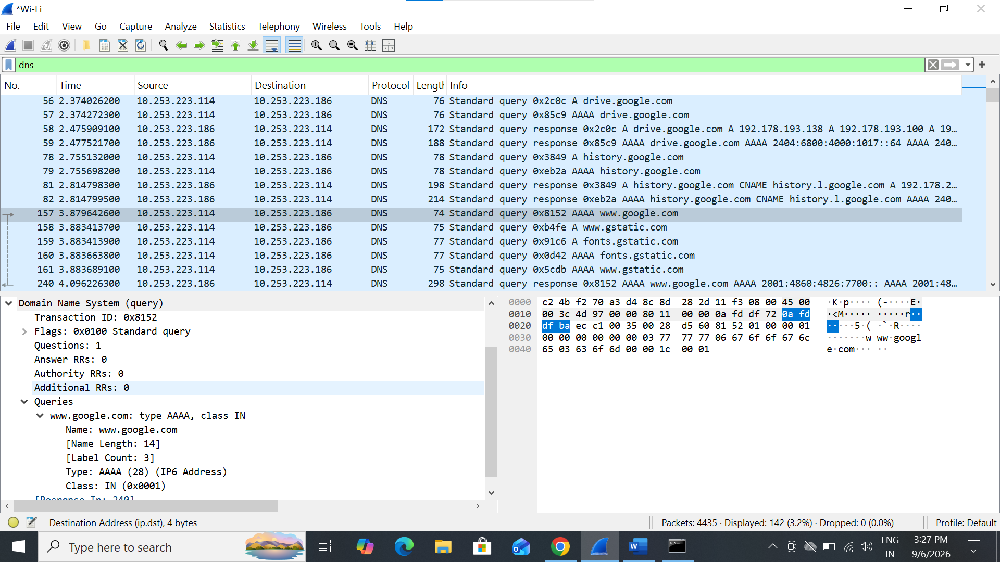 *Wi-Fi
File Edit View Go Capture Analyze Statistics Telephony Wireless Tools Help
dns
No. Time Source Destination Protocol Length Info
56 2.374026200 10.253.223.114 10.253.223.186 DNS 76 Standard query 0x2c0c A drive.google.com
57 2.374272300 10.253.223.114 10.253.223.186 DNS 76 Standard query 0x85c9 AAAA drive.google.com
58 2.475909100 10.253.223.186 10.253.223.114 DNS 172 Standard query response 0x2c0c A drive.google.com A 192.178.193.138 A 192.178.193.100 A 19…
59 2.477521700 10.253.223.186 10.253.223.114 DNS 188 Standard query response 0x85c9 AAAA drive.google.com AAAA 2404:6800:4000:1017::64 AAAA 240…
78 2.755132000 10.253.223.114 10.253.223.186 DNS 78 Standard query 0x3849 A history.google.com
79 2.755698200 10.253.223.114 10.253.223.186 DNS 78 Standard query 0xeb2a AAAA history.google.com
81 2.814798300 10.253.223.186 10.253.223.114 DNS 198 Standard query response 0x3849 A history.google.com CNAME history.l.google.com A 192.178.2…
82 2.814799500 10.253.223.186 10.253.223.114 DNS 214 Standard query response 0xeb2a AAAA history.google.com CNAME history.l.google.com AAAA 240…
157 3.879642600 10.253.223.114 10.253.223.186 DNS 74 Standard query 0x8152 AAAA www.google.com
158 3.883413700 10.253.223.114 10.253.223.186 DNS 75 Standard query 0xb4fe A www.gstatic.com
159 3.883413900 10.253.223.114 10.253.223.186 DNS 77 Standard query 0x91c6 A fonts.gstatic.com
160 3.883663800 10.253.223.114 10.253.223.186 DNS 77 Standard query 0x0d42 AAAA fonts.gstatic.com
161 3.883689100 10.253.223.114 10.253.223.186 DNS 75 Standard query 0x5cdb AAAA www.gstatic.com
240 4.096226300 10.253.223.186 10.253.223.114 DNS 298 Standard query response 0x8152 AAAA www.google.com AAAA 2001:4860:4826:7700:: AAAA 2001:48…
Domain Name System (query)
Transaction ID: 0x8152
Flags: 0x0100 Standard query
Questions: 1
Answer RRs: 0
Authority RRs: 0
Additional RRs: 0
Queries
www.google.com: type AAAA, class IN
Name: www.google.com
[Name Length: 14]
[Label Count: 3]
Type: AAAA (28) (IP6 Address)
Class: IN (0x0001)
[Response In: 240]
0000 c2 4b f2 70 a3 d4 8c 8d 28 2d 11 f3 08 00 45 00 ·K·p···· (-····E·
0010 00 3c 4d 97 00 00 80 11 00 00 0a fd df 72 0a fd ·<M····· ·····r··
0020 df ba ec c1 00 35 00 28 d5 60 81 52 01 00 00 01 ·····5·( ·`·R····
0030 00 00 00 00 00 00 03 77 77 77 06 67 6f 6f 67 6c ·······w ww·googl
0040 65 03 63 6f 6d 00 00 1c 00 01 e·com··· ··
Destination Address (ip.dst), 4 bytes
Packets: 4435 · Displayed: 142 (3.2%) · Dropped: 0 (0.0%)
Profile: Default
Type here to search
ENG
IN
3:27 PM
9/6/2026